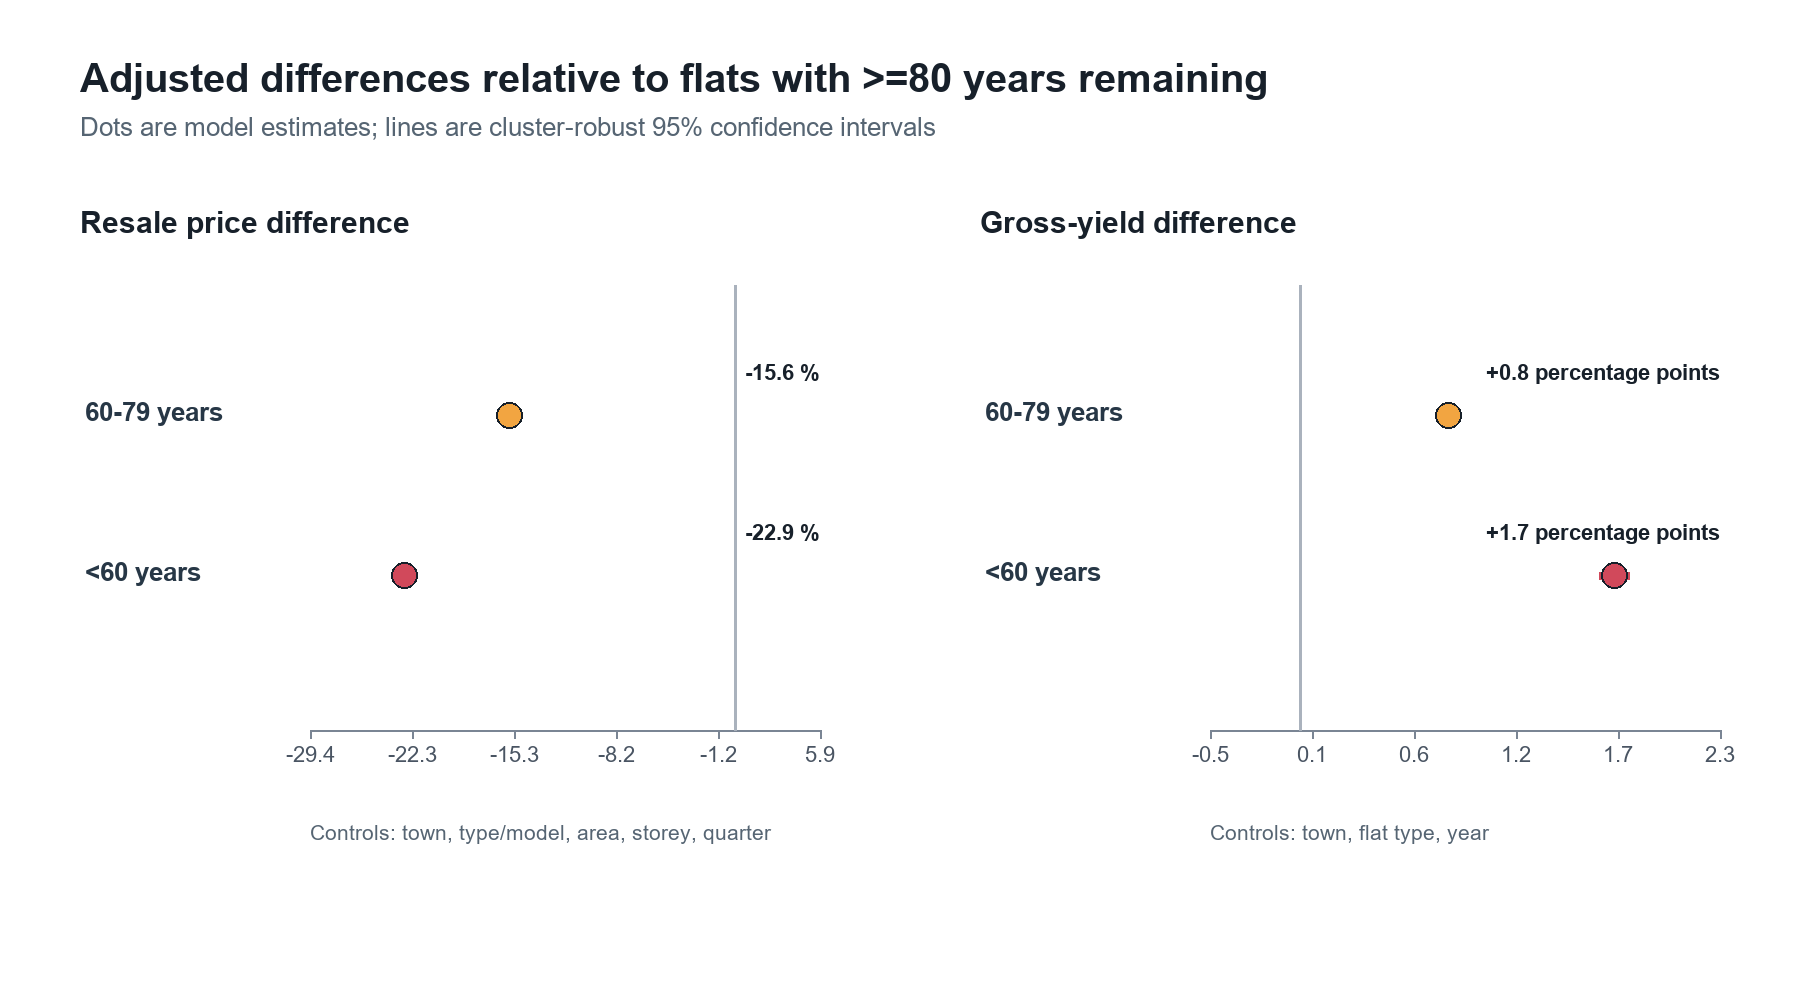 Adjusted differences relative to flats with >=80 years remaining
Dots are model estimates; lines are cluster-robust 95% confidence intervals
Resale price difference
-15.6 %
60-79 years
-22.9 %
<60 years
-29.4 -22.3 -15.3 -8.2 -1.2 5.9
Controls: town, type/model, area, storey, quarter
Gross-yield difference
+0.8 percentage points
60-79 years
+1.7 percentage points
<60 years
-0.5 0.1 0.6 1.2 1.7 2.3
Controls: town, flat type, year